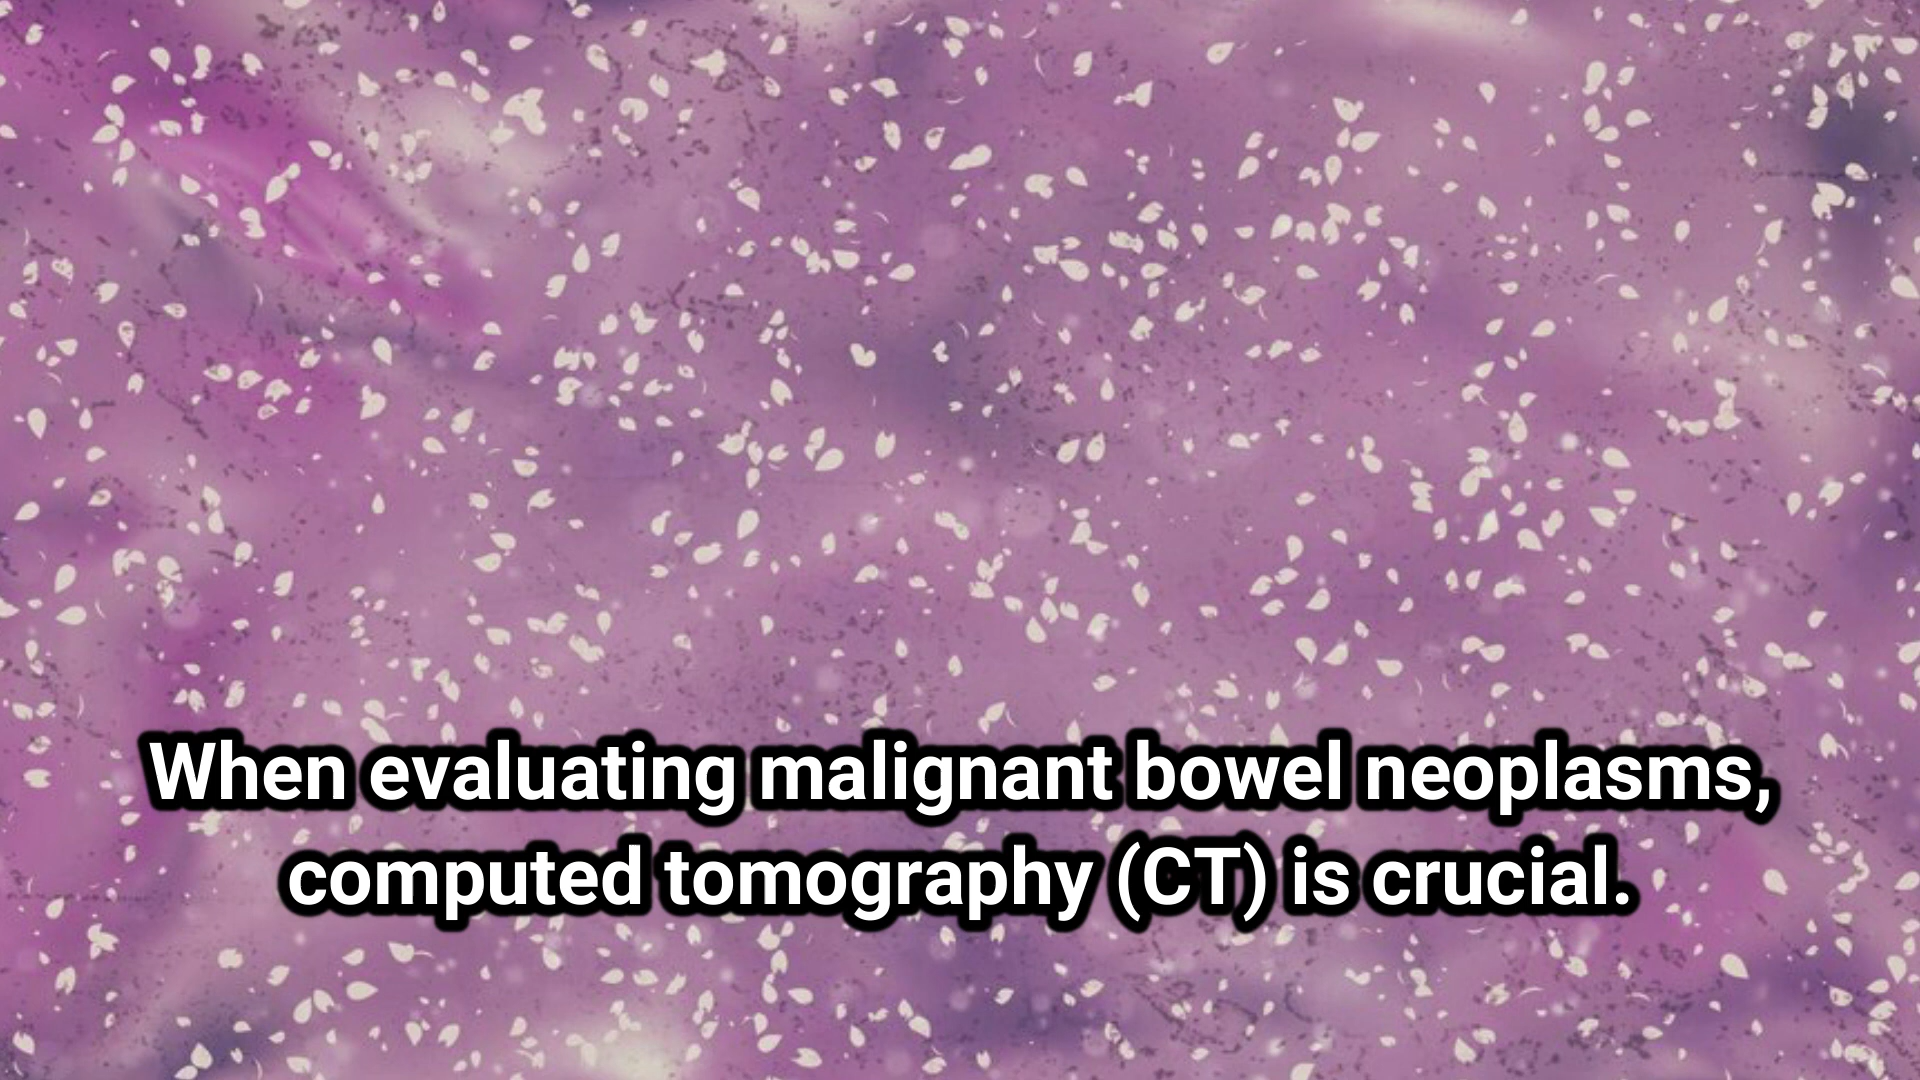 When evaluating malignant bowel neoplasms,
computed tomography (CT) is crucial.